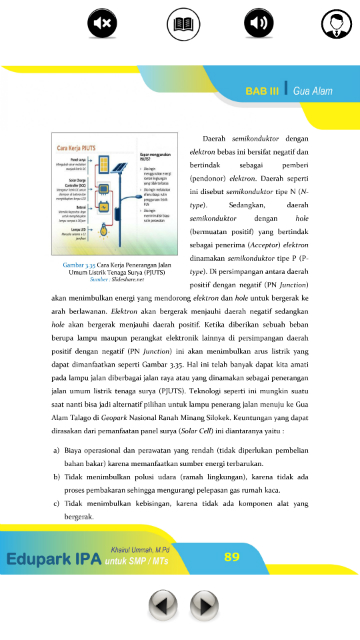 BAB III Gua Alam
Cara Kerja PJUTS
Daerah semikonduktor dengan
elektron bebas ini bersifat negatif dan
bertindak sebagai pemberi
(pendonor) elektron. Daerah seperti
ini disebut semikonduktor tipe N (N-
type). Sedangkan, daerah
semikonduktor dengan hole
(bermuatan positif) yang bertindak
sebagai penerima (Acceptor) elektron
dinamakan semikonduktor tipe P (P-
type). Di persimpangan antara daerah
positif dengan negatif (PN Junction)
Gambar 3.35 Cara Kerja Penerangan Jalan
Umum Listrik Tenaga Surya (PJUTS)
Sumber : Slideshare.net
akan menimbulkan energi yang mendorong elektron dan hole untuk bergerak ke
arah berlawanan. Elektron akan bergerak menjauhi daerah negatif sedangkan
hole akan bergerak menjauhi daerah positif. Ketika diberikan sebuah beban
berupa lampu maupun perangkat elektronik lainnya di persimpangan daerah
positif dengan negatif (PN Junction) ini akan menimbulkan arus listrik yang
dapat dimanfaatkan seperti Gambar 3.35. Hal ini telah banyak dapat kita amati
pada lampu jalan diberbagai jalan raya atau yang dinamakan sebagai penerangan
jalan umum listrik tenaga surya (PJUTS). Teknologi seperti ini mungkin suatu
saat nanti bisa jadi alternatif pilihan untuk lampu penerang jalan menuju ke Gua
Alam Talago di Geopark Nasional Ranah Minang Silokek. Keuntungan yang dapat
dirasakan dari pemanfaatan panel surya (Solar Cell) ini diantaranya yaitu :
a) Biaya operasional dan perawatan yang rendah (tidak diperlukan pembelian
bahan bakar) karena memanfaatkan sumber energi terbarukan.
b) Tidak menimbulkan polusi udara (ramah lingkungan), karena tidak ada
proses pembakaran sehingga mengurangi pelepasan gas rumah kaca.
c) Tidak menimbulkan kebisingan, karena tidak ada komponen alat yang
bergerak.
Khairul Ummah, M.Pd
Edupark IPA untuk SMP / MTs
89